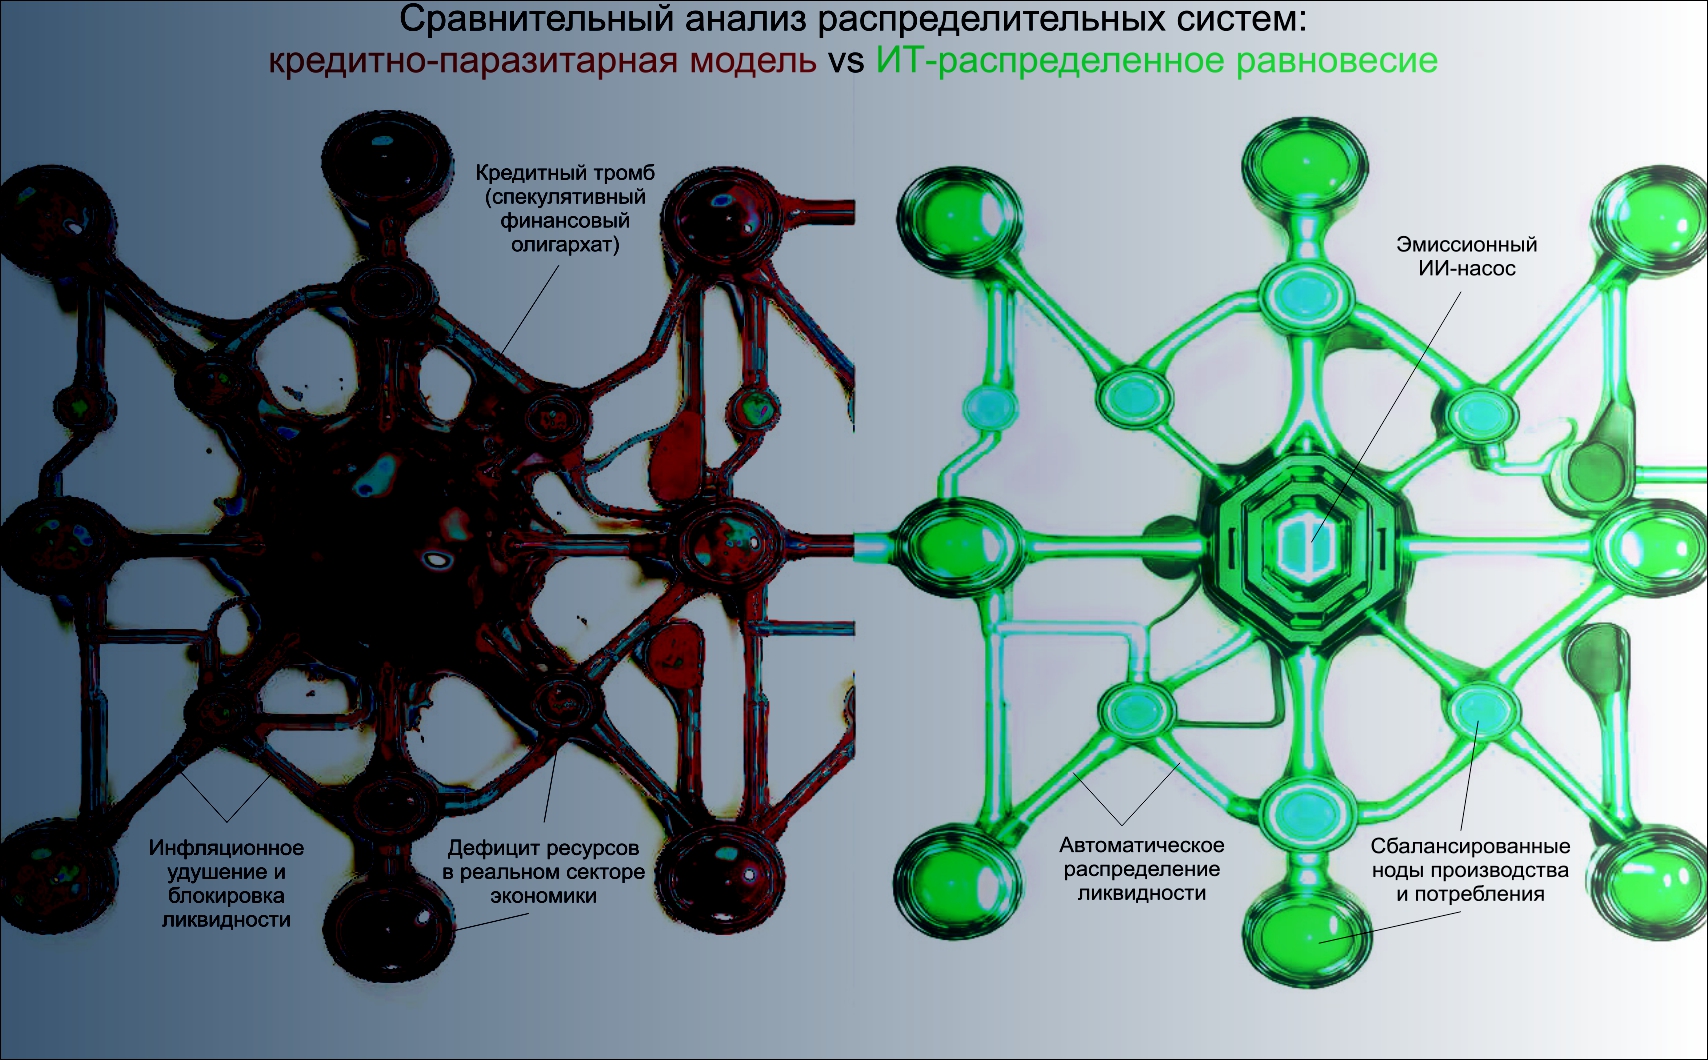 Сравнительный анализ распределительных систем:
кредитно-паразитарная модель vs ИТ-распределенное равновесие
Кредитный тромб
(спекулятивный
финансовый
олигархат)
Эмиссионный
ИИ-насос
Инфляционное
удушение и
блокировка
ликвидности
Дефицит ресурсов
в реальном секторе
экономики
Автоматическое
распределение
ликвидности
Сбалансированные
ноды производства
и потребления